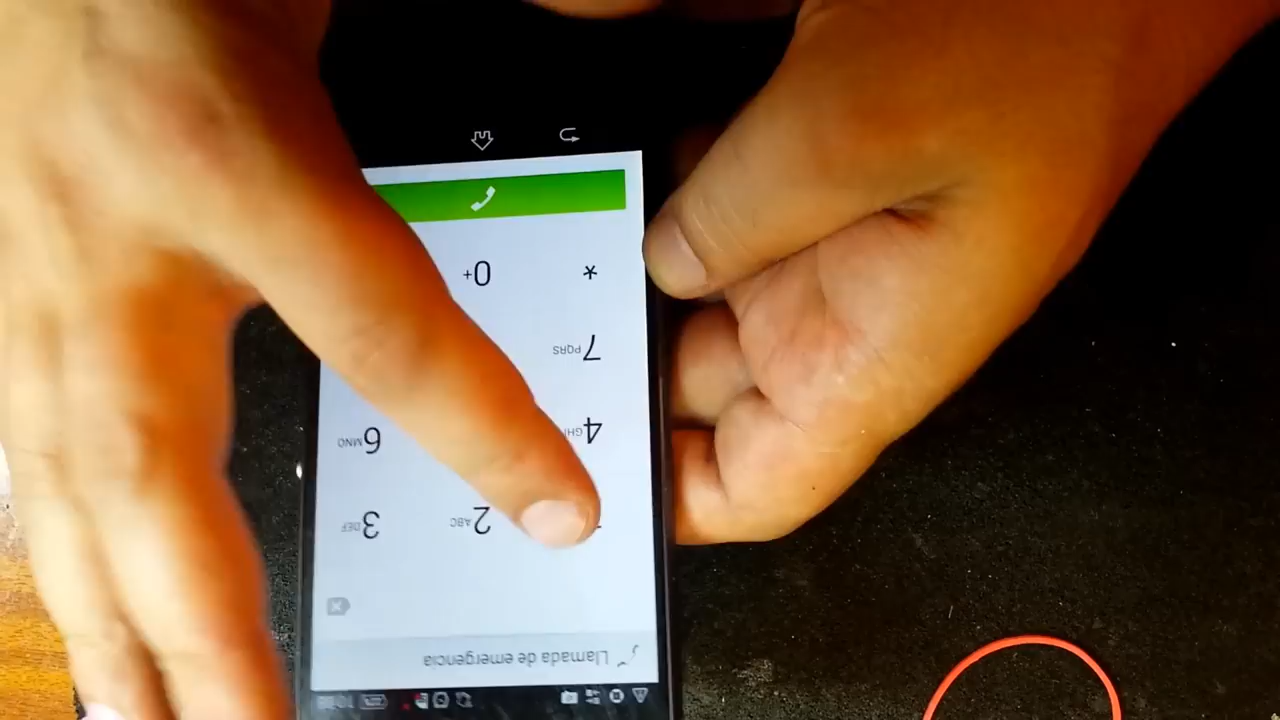 Llamada de emergencia
2 ABC 3 DEF
4 GHI 6 MNO
7 PQRS
* 0 +